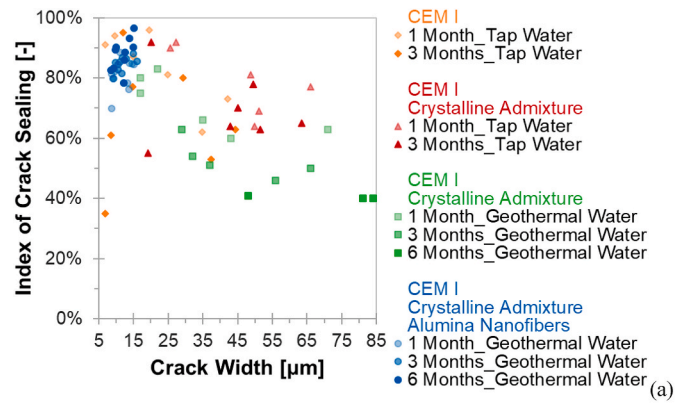 100%
80%
60%
40%
20%
0%
5 15 25 35 45 55 65 75 85
Index of Crack Sealing [-]
Crack Width [µm]
CEM I
1 Month_Tap Water
3 Months_Tap Water
CEM I
Crystalline Admixture
1 Month_Tap Water
3 Months_Tap Water
CEM I
Crystalline Admixture
1 Month_Geothermal Water
3 Months_Geothermal Water
6 Months_Geothermal Water
CEM I
Crystalline Admixture
Alumina Nanofibers
1 Month_Geothermal Water
3 Months_Geothermal Water
6 Months_Geothermal Water
(a)